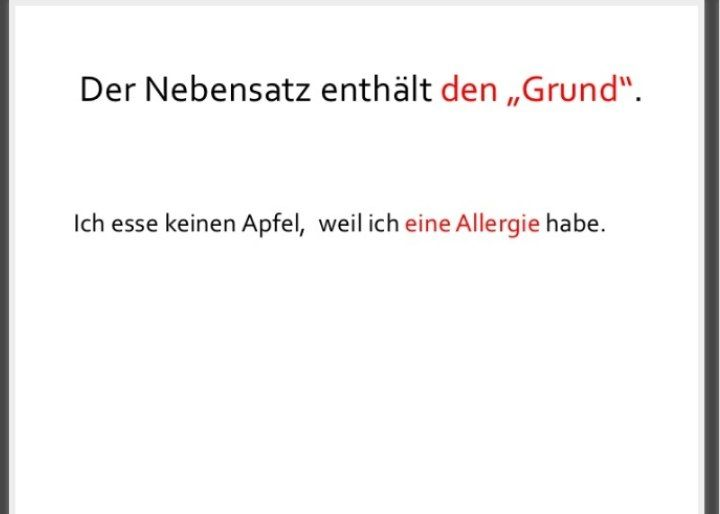 Der Nebensatz enthält den „Grund“.
Ich esse keinen Apfel,  weil ich eine Allergie habe.